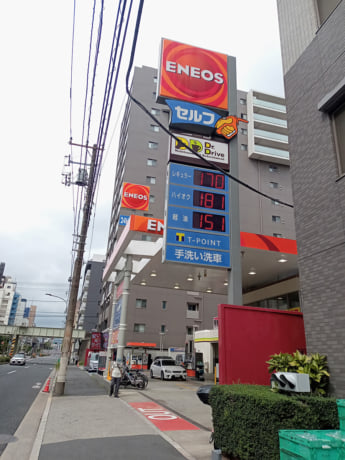 ENEOS
セルフ
Dr.Drive
レギュラー 170
ハイオク 181
軽油 151
T-POINT
手洗い洗車
ENEOS
ENE